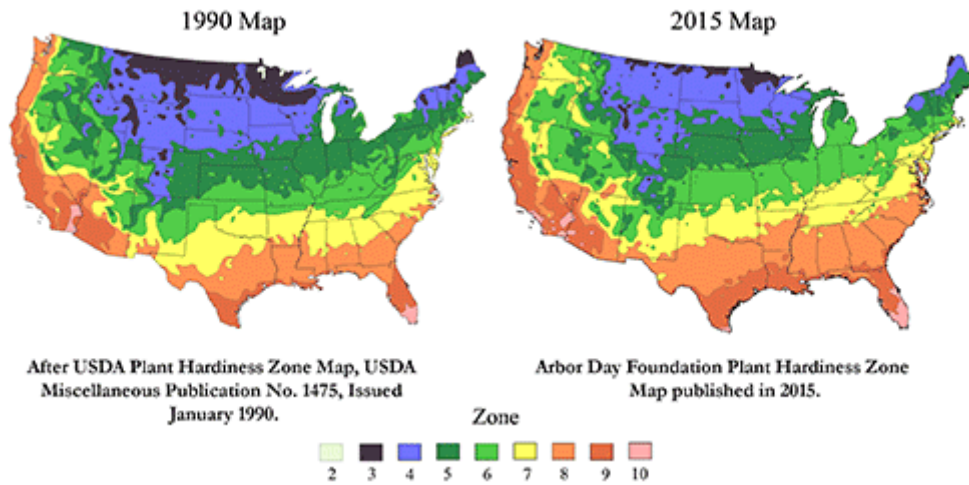 1990 Map
2015 Map
After USDA Plant Hardiness Zone Map, USDA
Miscellaneous Publication No. 1475, Issued
January 1990.
Arbor Day Foundation Plant Hardiness Zone
Map published in 2015.
Zone
2 3 4 5 6 7 8 9 10